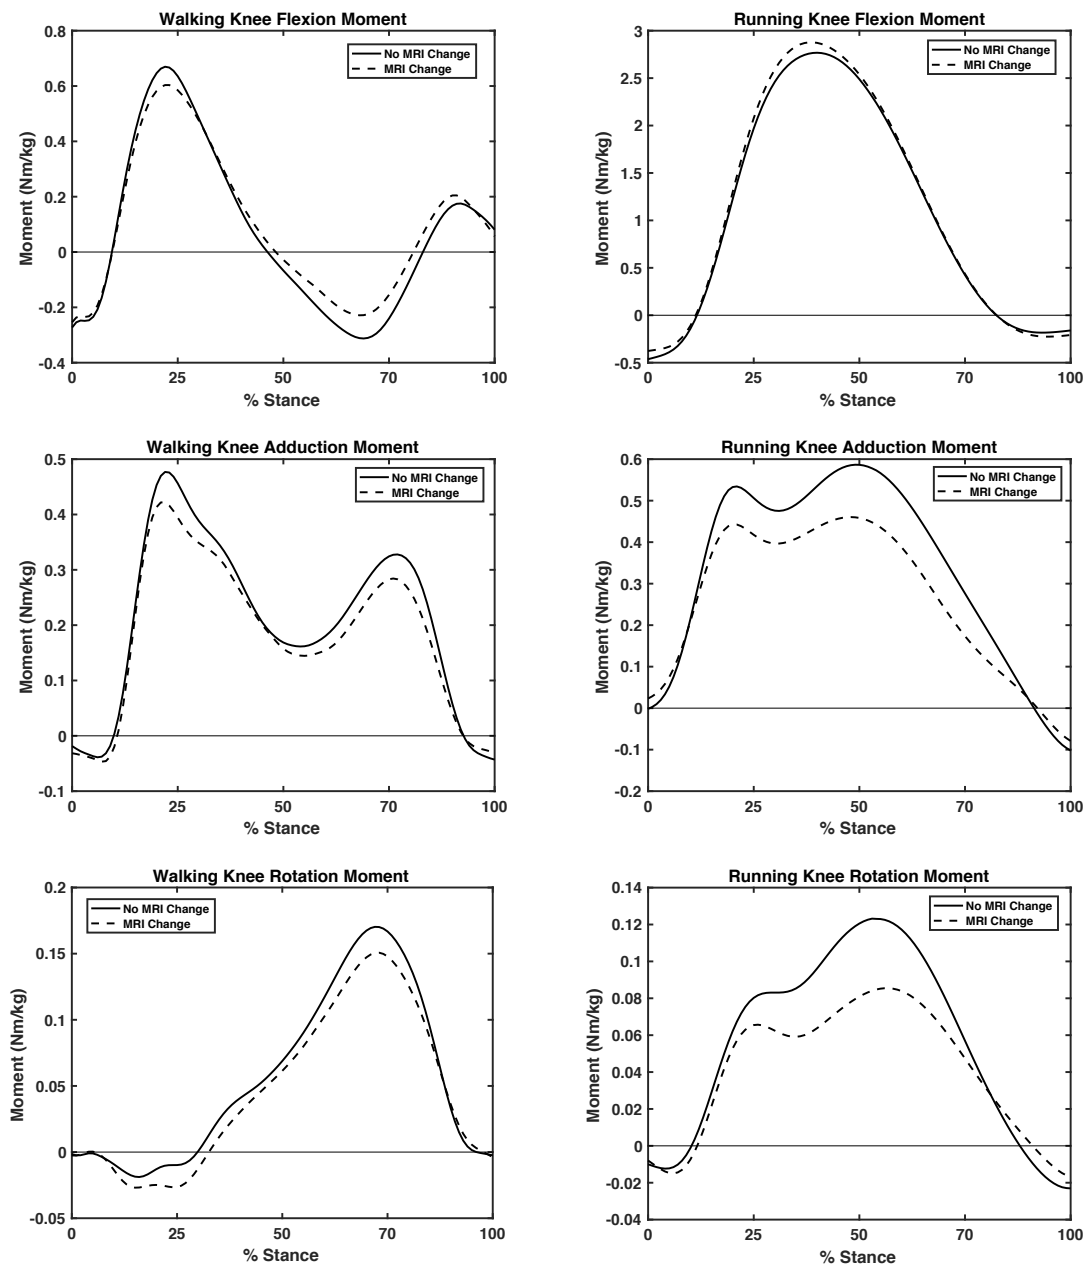 Walking Knee Flexion Moment
0.8
0.6
0.4
0.2
0
-0.2
-0.4
Moment (Nm/kg)
No MRI Change
MRI Change
0 25 50 70 100
% Stance
Running Knee Flexion Moment
3
2.5
2
1.5
1
0.5
0
-0.5
Moment (Nm/kg)
No MRI Change
MRI Change
0 25 50 70 100
% Stance
Walking Knee Adduction Moment
0.5
0.4
0.3
0.2
0.1
0
-0.1
Moment (Nm/kg)
No MRI Change
MRI Change
0 25 50 70 100
% Stance
Running Knee Adduction Moment
0.6
0.5
0.4
0.3
0.2
0.1
0
-0.1
-0.2
Moment (Nm/kg)
No MRI Change
MRI Change
0 25 50 70 100
% Stance
Walking Knee Rotation Moment
0.2
0.15
0.1
0.05
0
-0.05
Moment (Nm/kg)
No MRI Change
MRI Change
0 25 50 70 100
% Stance
Running Knee Rotation Moment
0.14
0.12
0.1
0.08
0.06
0.04
0.02
0
-0.02
-0.04
Moment (Nm/kg)
No MRI Change
MRI Change
0 25 50 70 100
% Stance